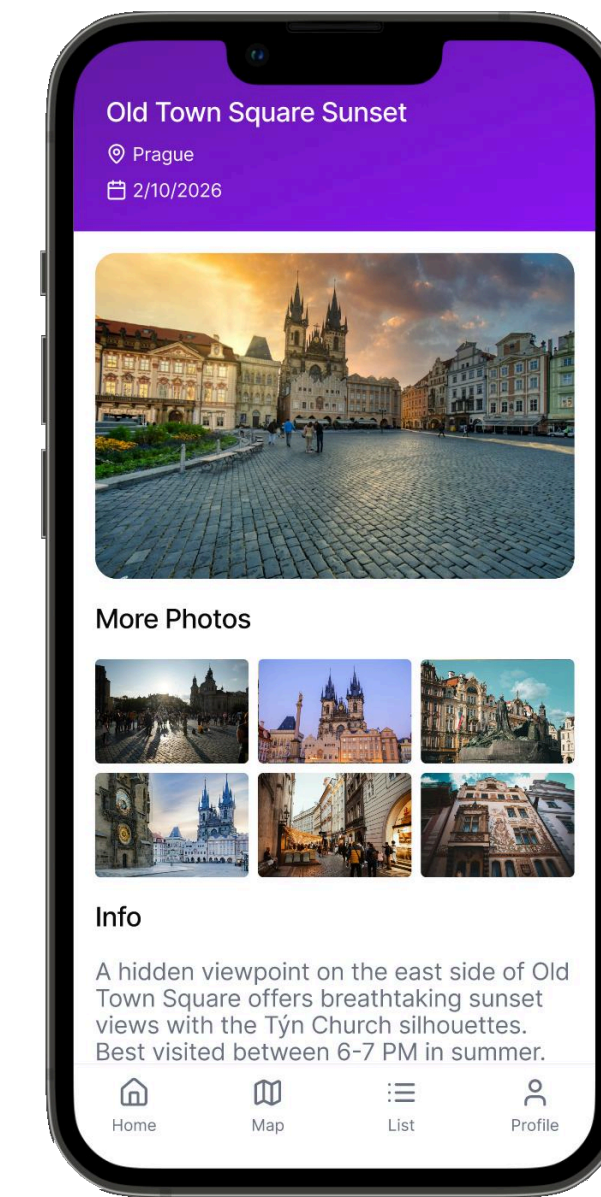 Old Town Square Sunset
Prague
2/10/2026
More Photos
Info
A hidden viewpoint on the east side of Old
Town Square offers breathtaking sunset
views with the Týn Church silhouettes.
Best visited between 6-7 PM in summer.
Home
Map
List
Profile